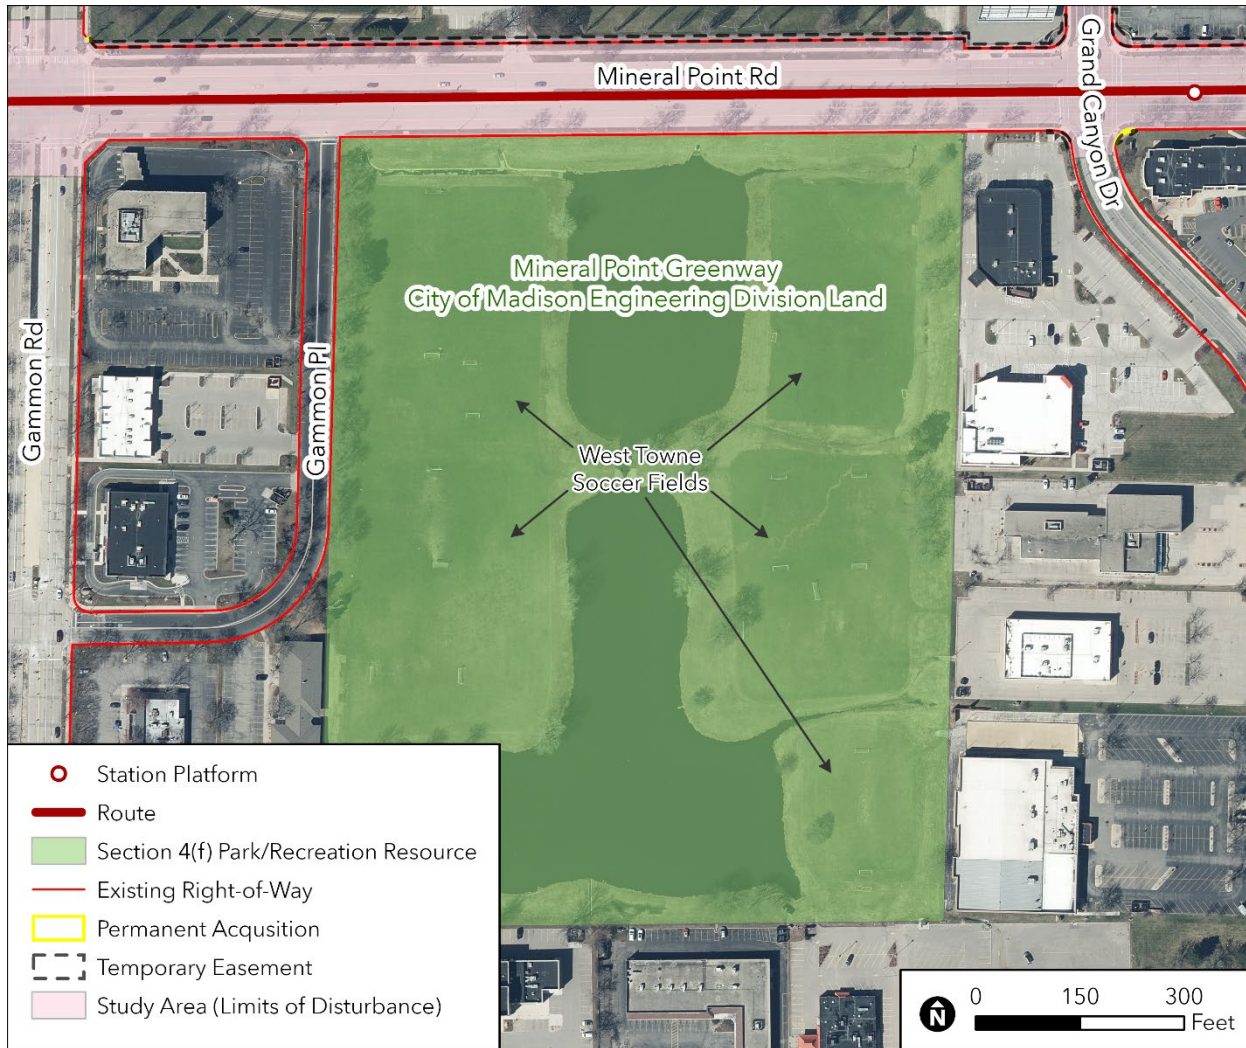 Mineral Point Rd
Grand Canyon Dr
Mineral Point Greenway
City of Madison Engineering Division Land
Gammon Rd
Gammon Pl
West Towne
Soccer Fields
Station Platform
Route
Section 4(f) Park/Recreation Resource
Existing Right-of-Way
Permanent Acqusition
Temporary Easement
Study Area (Limits of Disturbance)
N
0 150 300
Feet